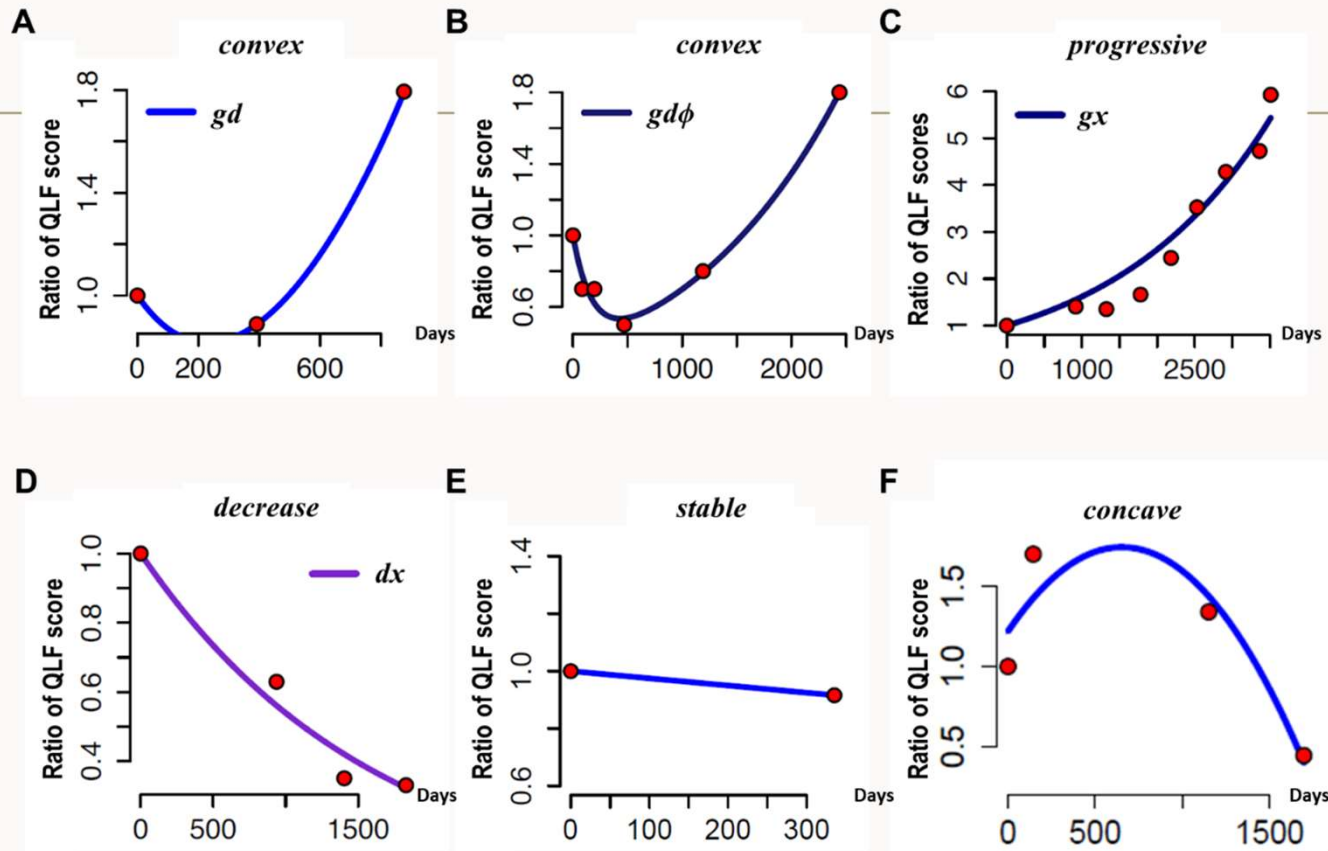 A
convex
gd
Ratio of QLF score
1.8
1.4
1.0
0 200 600
Days
B
convex
gdϕ
Ratio of QLF score
1.8
1.4
1.0
0.6
0 1000 2000
Days
C
progressive
gx
Ratio of QLF scores
6
5
4
3
2
1
0 1000 2500
Days
D
decrease
dx
Ratio of QLF score
1.0
0.8
0.6
0.4
0 500 1500
Days
E
stable
Ratio of QLF score
1.4
1.0
0.6
0 100 200 300
Days
F
concave
Ratio of QLF score
1.5
1.0
0.5
0 500 1500
Days